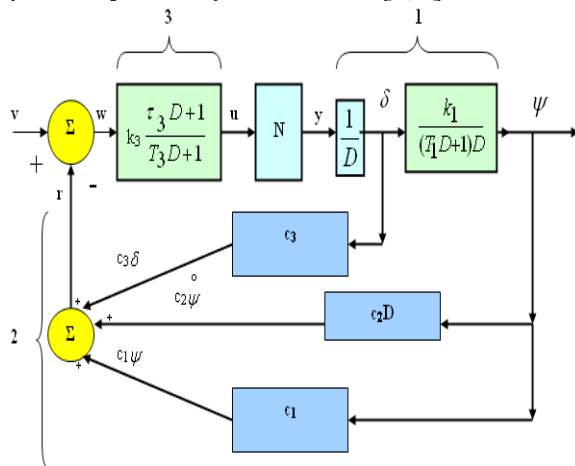 3
1
v
Σ
w
k₃ τ₃D+1 / T₃D+1
u
N
y
1 / D
δ
k₁ / (T₁D+1)D
ψ
+
-
r
c₃
c₃δ
c₂ψ̊
c₂D
2
Σ
+
+
+
c₁ψ
c₁